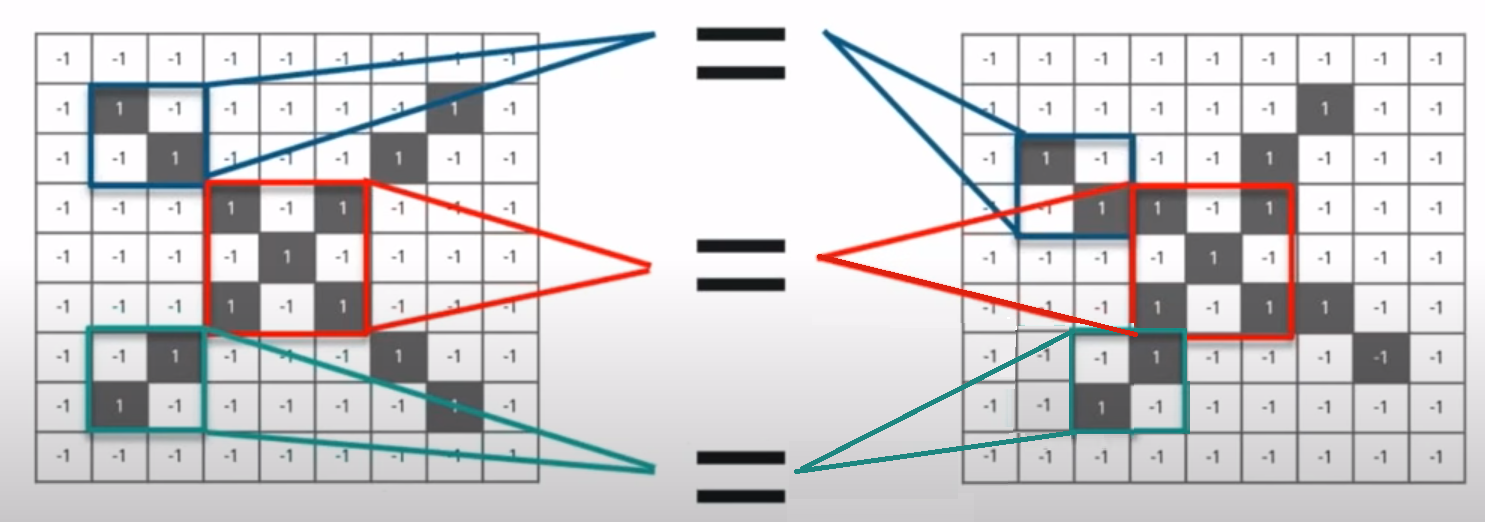 -1 -1 -1 -1 -1 -1 -1 -1 -1
-1 1 -1 -1 -1 -1 -1 1 -1
-1 -1 1 -1 -1 -1 1 -1 -1
-1 -1 -1 1 -1 1 -1 -1 -1
-1 -1 -1 -1 1 -1 -1 -1 -1
-1 -1 -1 1 -1 1 -1 -1 -1
-1 -1 1 -1 -1 -1 1 -1 -1
-1 1 -1 -1 -1 -1 -1 -1 -1
-1 -1 -1 -1 -1 -1 -1 -1 -1
=
=
=
-1 -1 -1 -1 -1 -1 -1 -1 -1
-1 -1 -1 -1 -1 -1 1 -1 -1
-1 1 -1 -1 -1 1 -1 -1 -1
-1 -1 1 1 -1 1 -1 -1 -1
-1 -1 -1 -1 1 -1 -1 -1 -1
-1 -1 -1 1 -1 1 1 -1 -1
-1 -1 -1 1 -1 -1 -1 -1 -1
-1 -1 1 -1 -1 -1 -1 -1 -1
-1 -1 -1 -1 -1 -1 -1 -1 -1